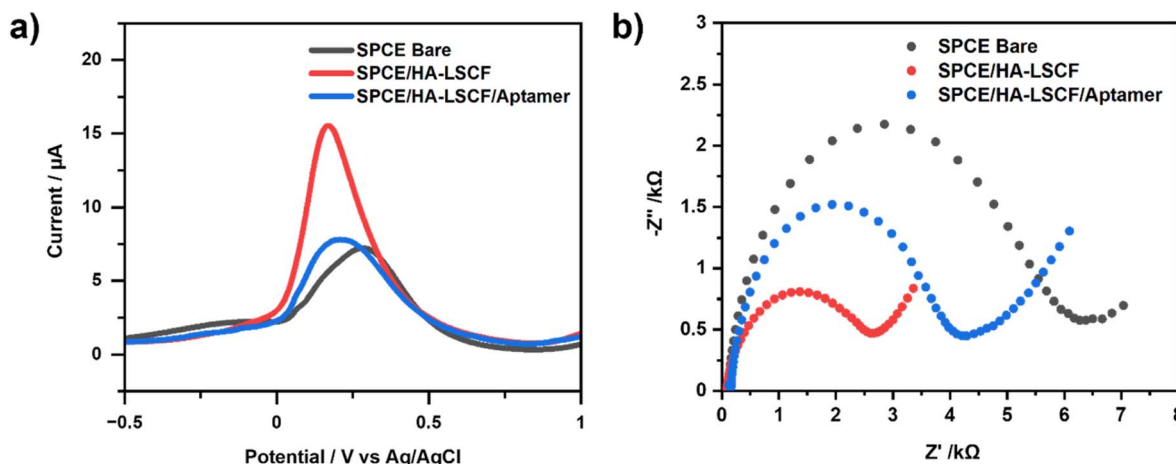 a)
Current / μA
20
15
10
5
0
−0.5
0
0.5
1
Potential / V vs Ag/AgCl
SPCE Bare
SPCE/HA-LSCF
SPCE/HA-LSCF/Aptamer
b)
-Z'' /kΩ
3
2.5
2
1.5
1
0.5
0
0
1
2
3
4
5
6
7
8
Z' /kΩ
SPCE Bare
SPCE/HA-LSCF
SPCE/HA-LSCF/Aptamer